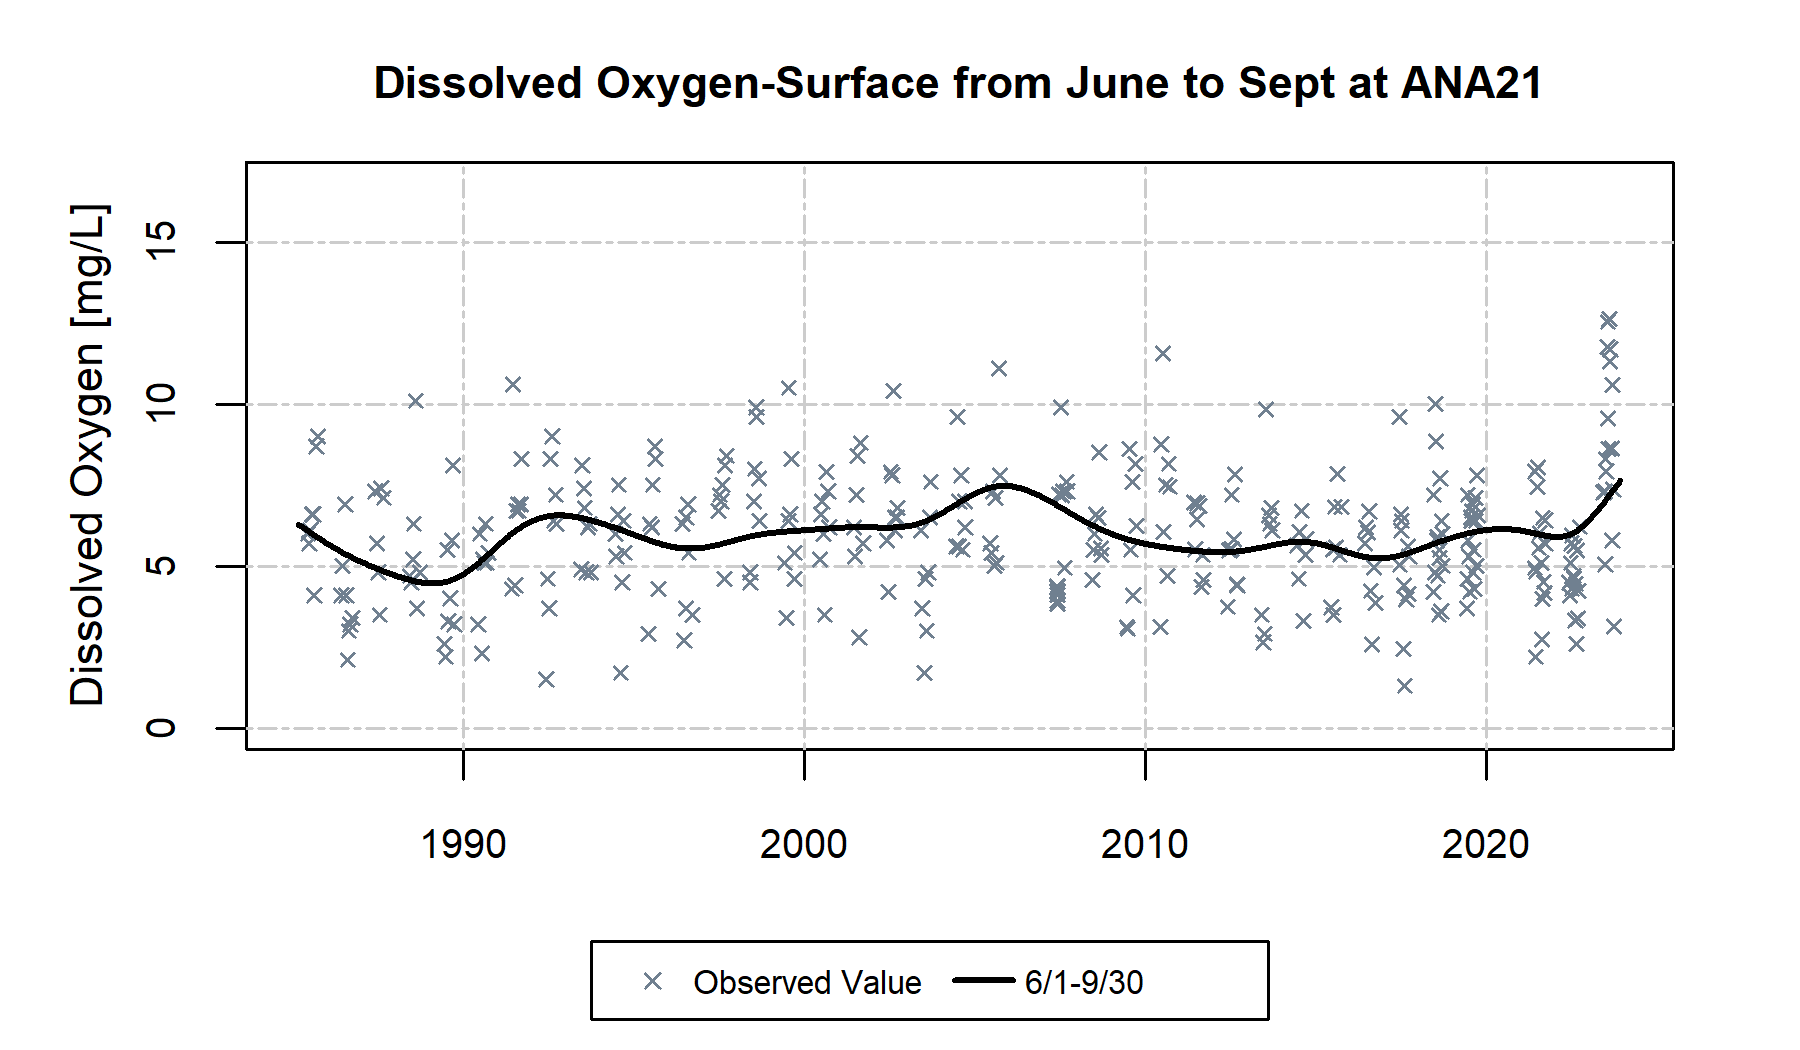 Dissolved Oxygen-Surface from June to Sept at ANA21
Dissolved Oxygen [mg/L]
15
10
5
0
1990 2000 2010 2020
Observed Value 6/1-9/30